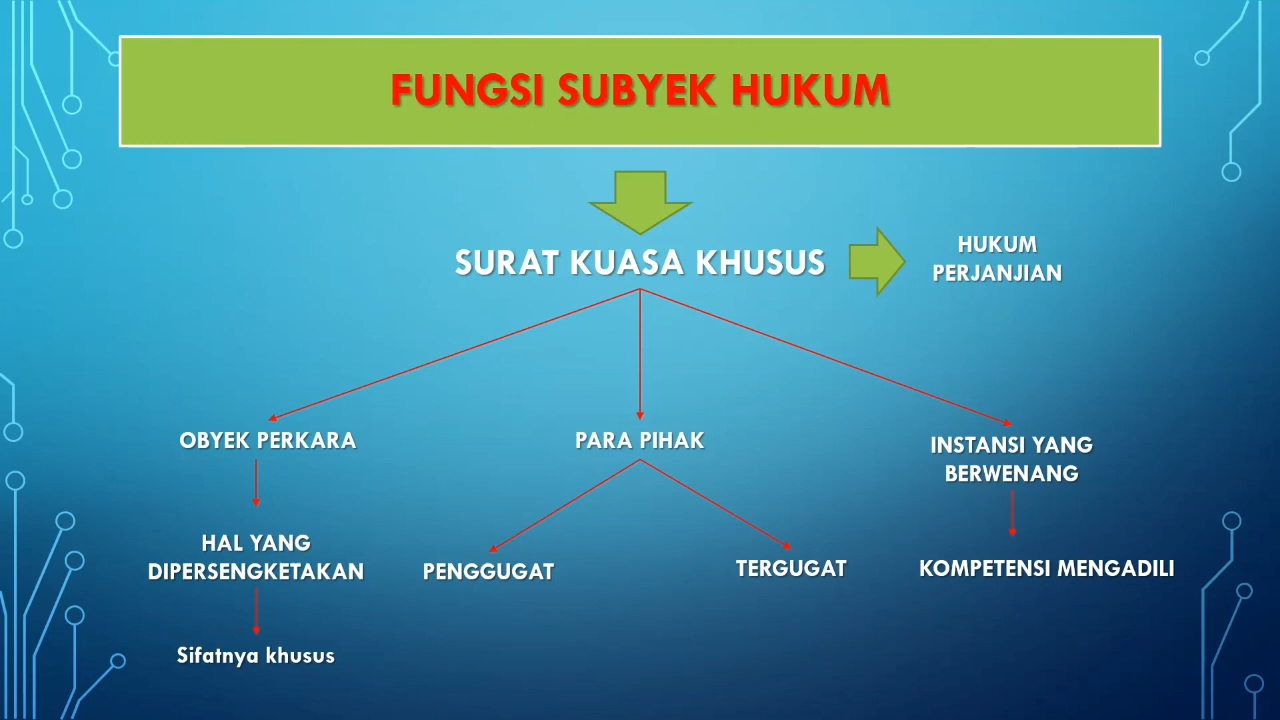 FUNGSI SUBYEK HUKUM
SURAT KUASA KHUSUS
HUKUM
PERJANJIAN
OBYEK PERKARA
PARA PIHAK
INSTANSI YANG
BERWENANG
HAL YANG
DIPERSENGKETAKAN
PENGGUGAT
TERGUGAT
KOMPETENSI MENGADILI
Sifatnya khusus